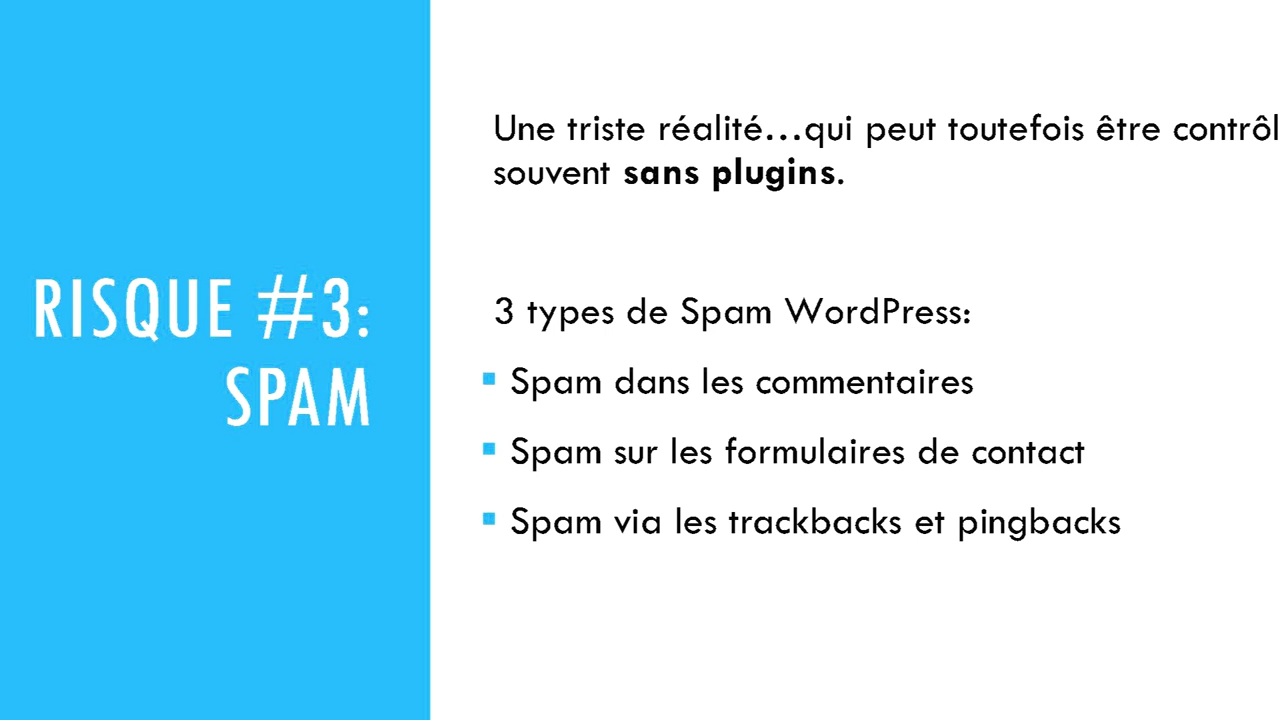 RISQUE #3:
SPAM
Une triste réalité...qui peut toutefois être contrôl
souvent sans plugins.
3 types de Spam WordPress:
▪ Spam dans les commentaires
▪ Spam sur les formulaires de contact
▪ Spam via les trackbacks et pingbacks